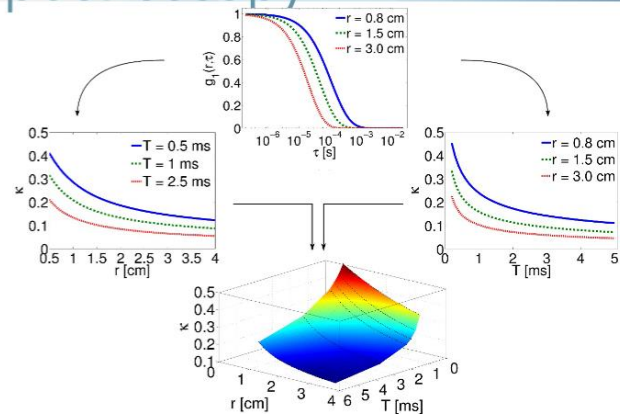 g₁(r,τ)
1
0.8
0.6
0.4
0.2
0
r = 0.8 cm
r = 1.5 cm
r = 3.0 cm
10⁻⁶ 10⁻⁵ 10⁻⁴ 10⁻³ 10⁻²
τ [s]
κ
0.5
0.4
0.3
0.2
0.1
0
T = 0.5 ms
T = 1 ms
T = 2.5 ms
0.5 1 1.5 2 2.5 3 3.5 4
r [cm]
κ
0.5
0.4
0.3
0.2
0.1
0
r = 0.8 cm
r = 1.5 cm
r = 3.0 cm
0 1 2 3 4 5
T [ms]
κ
0.5
0.4
0.3
0.2
0.1
0 1 2 3 4
r [cm]
6 5 4 3 2 1 0
T [ms]